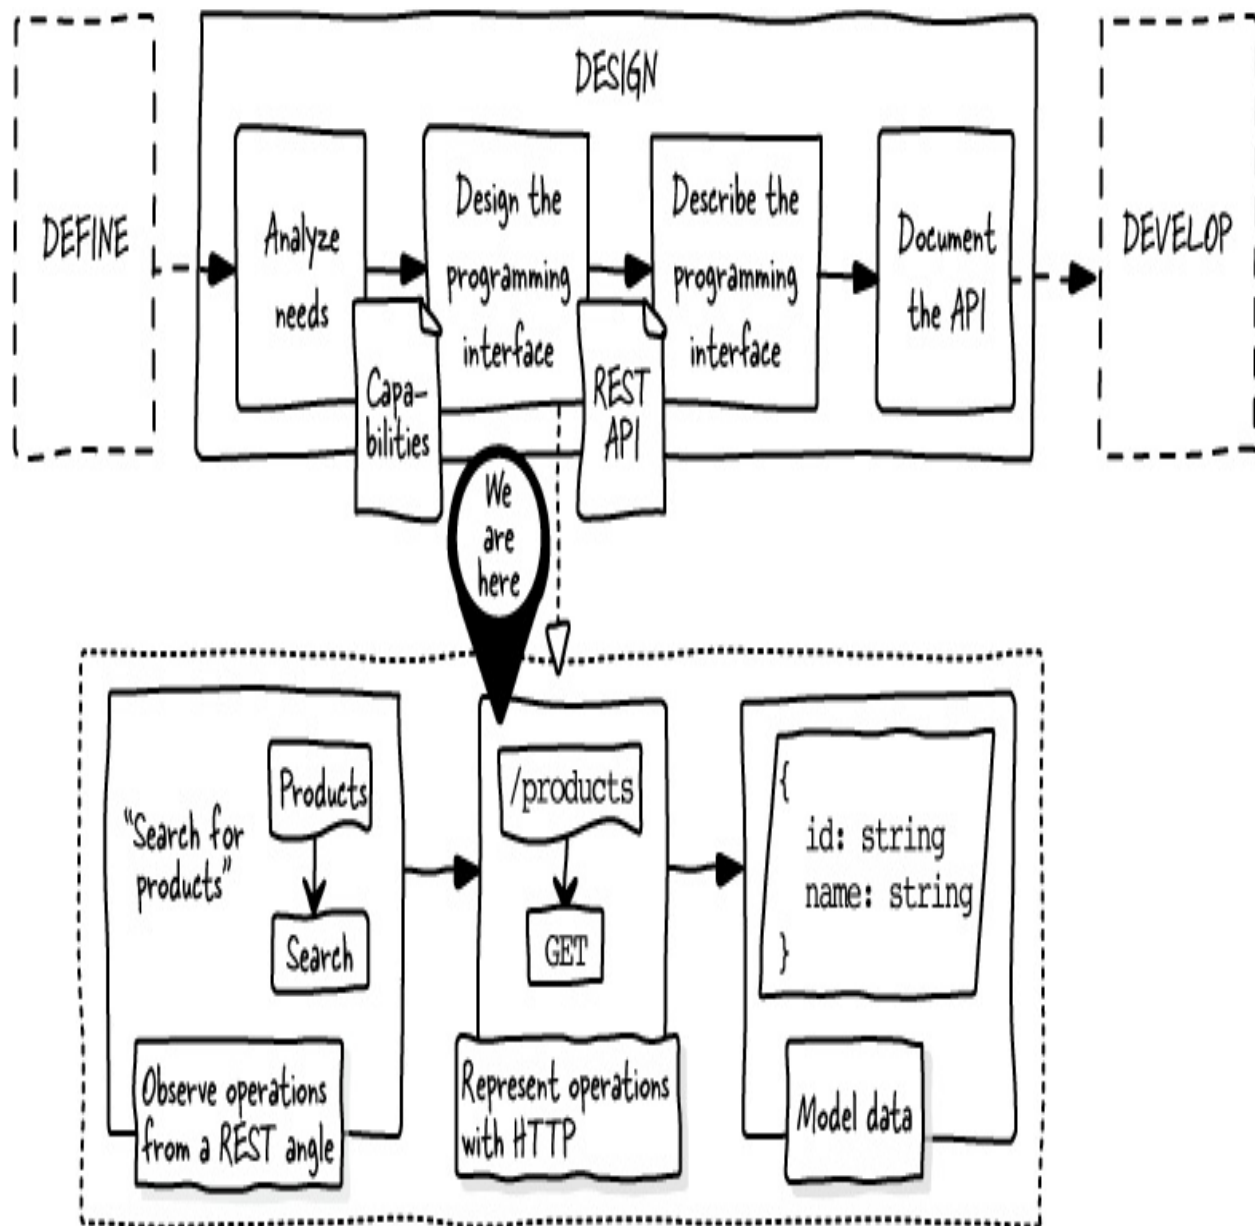 DESIGN
DEFINE
Analyze
needs
Design the
programming
interface
Describe the
programming
interface
Document
the API
DEVELOP
Capa-
bilities
REST
API
We
are
here
"Search for
products"
Products
Search
/products
GET
{
id: string
name: string
}
Observe operations
from a REST angle
Represent operations
with HTTP
Model data